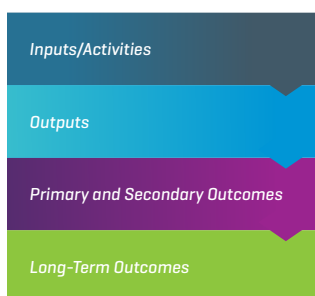 Inputs/Activities
Outputs
Primary and Secondary Outcomes
Long-Term Outcomes